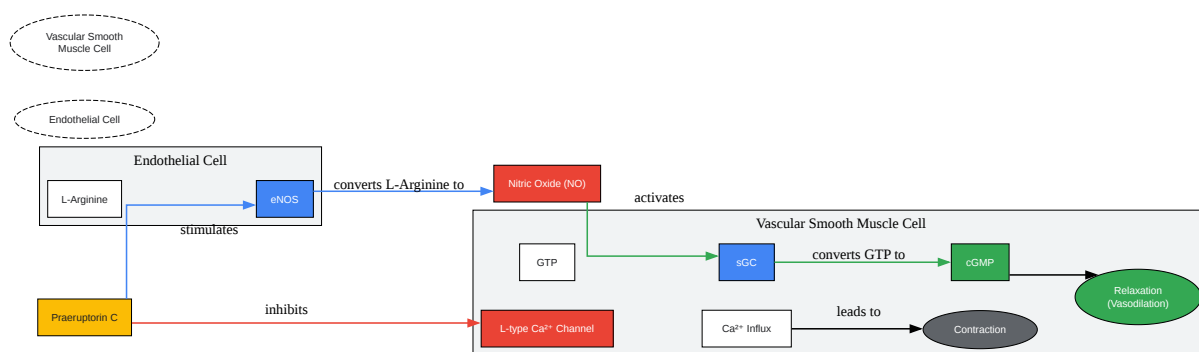 Vascular Smooth
Muscle Cell
Endothelial Cell
Endothelial Cell
L-Arginine
eNOS
converts L-Arginine to
Nitric Oxide (NO)
stimulates
activates
Vascular Smooth Muscle Cell
GTP
sGC
converts GTP to
cGMP
Relaxation
(Vasodilation)
Praeruptorin C
inhibits
L-type Ca²⁺ Channel
Ca²⁺ Influx
leads to
Contraction